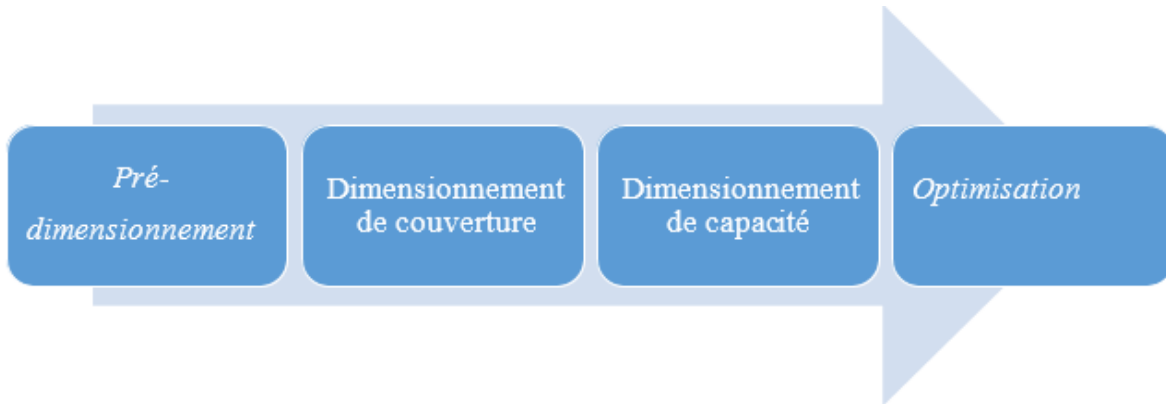 Pré-
dimensionnement
Dimensionnement
de couverture
Dimensionnement
de capacité
Optimisation